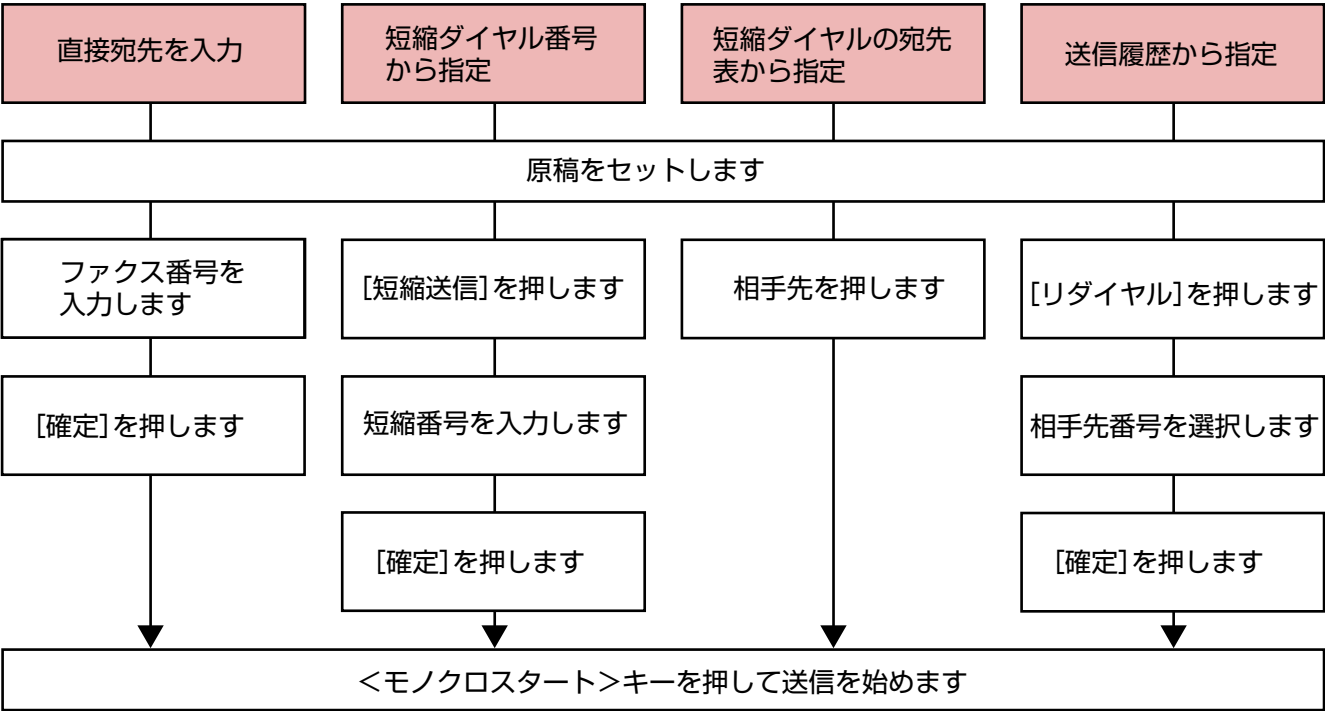 直接宛先を入力
短縮ダイヤル番号
から指定
短縮ダイヤルの宛先
表から指定
送信履歴から指定
原稿をセットします
ファクス番号を
入力します
[短縮送信]を押します
相手先を押します
[リダイヤル]を押します
[確定]を押します
短縮番号を入力します
相手先番号を選択します
[確定]を押します
[確定]を押します
＜モノクロスタート＞キーを押して送信を始めます